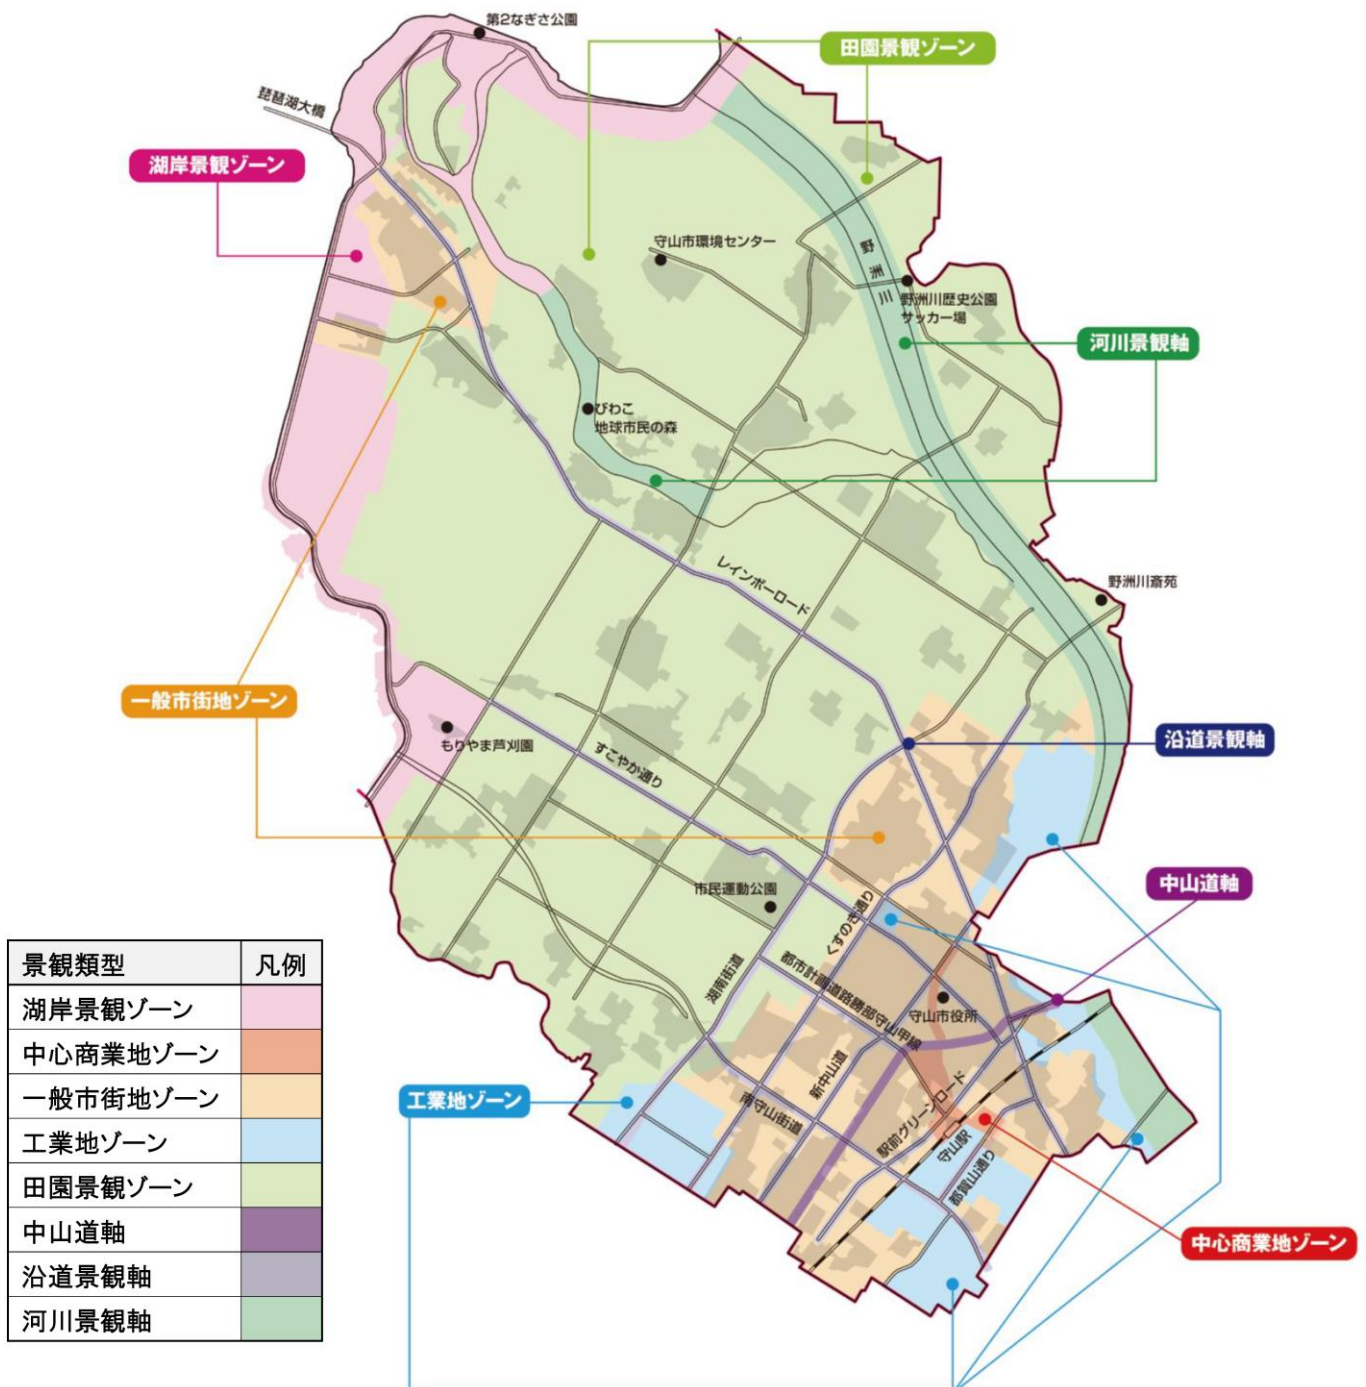 第2なぎさ公園
田園景観ゾーン
琵琶湖大橋
湖岸景観ゾーン
守山市環境センター
野洲川
野洲川歴史公園
サッカー場
河川景観軸
びわこ
地球市民の森
レインボーロード
野洲川斎苑
一般市街地ゾーン
もりやま芦刈園
すこやか通り
沿道景観軸
市民運動公園
くすのき通り
中山道軸
湖南街道
都市計画道路勝部守山甲線
守山市役所
新中山道
南守山街道
駅前グリーンロード
守山駅
都賀山通り
工業地ゾーン
中心商業地ゾーン
景観類型 凡例
湖岸景観ゾーン
中心商業地ゾーン
一般市街地ゾーン
工業地ゾーン
田園景観ゾーン
中山道軸
沿道景観軸
河川景観軸